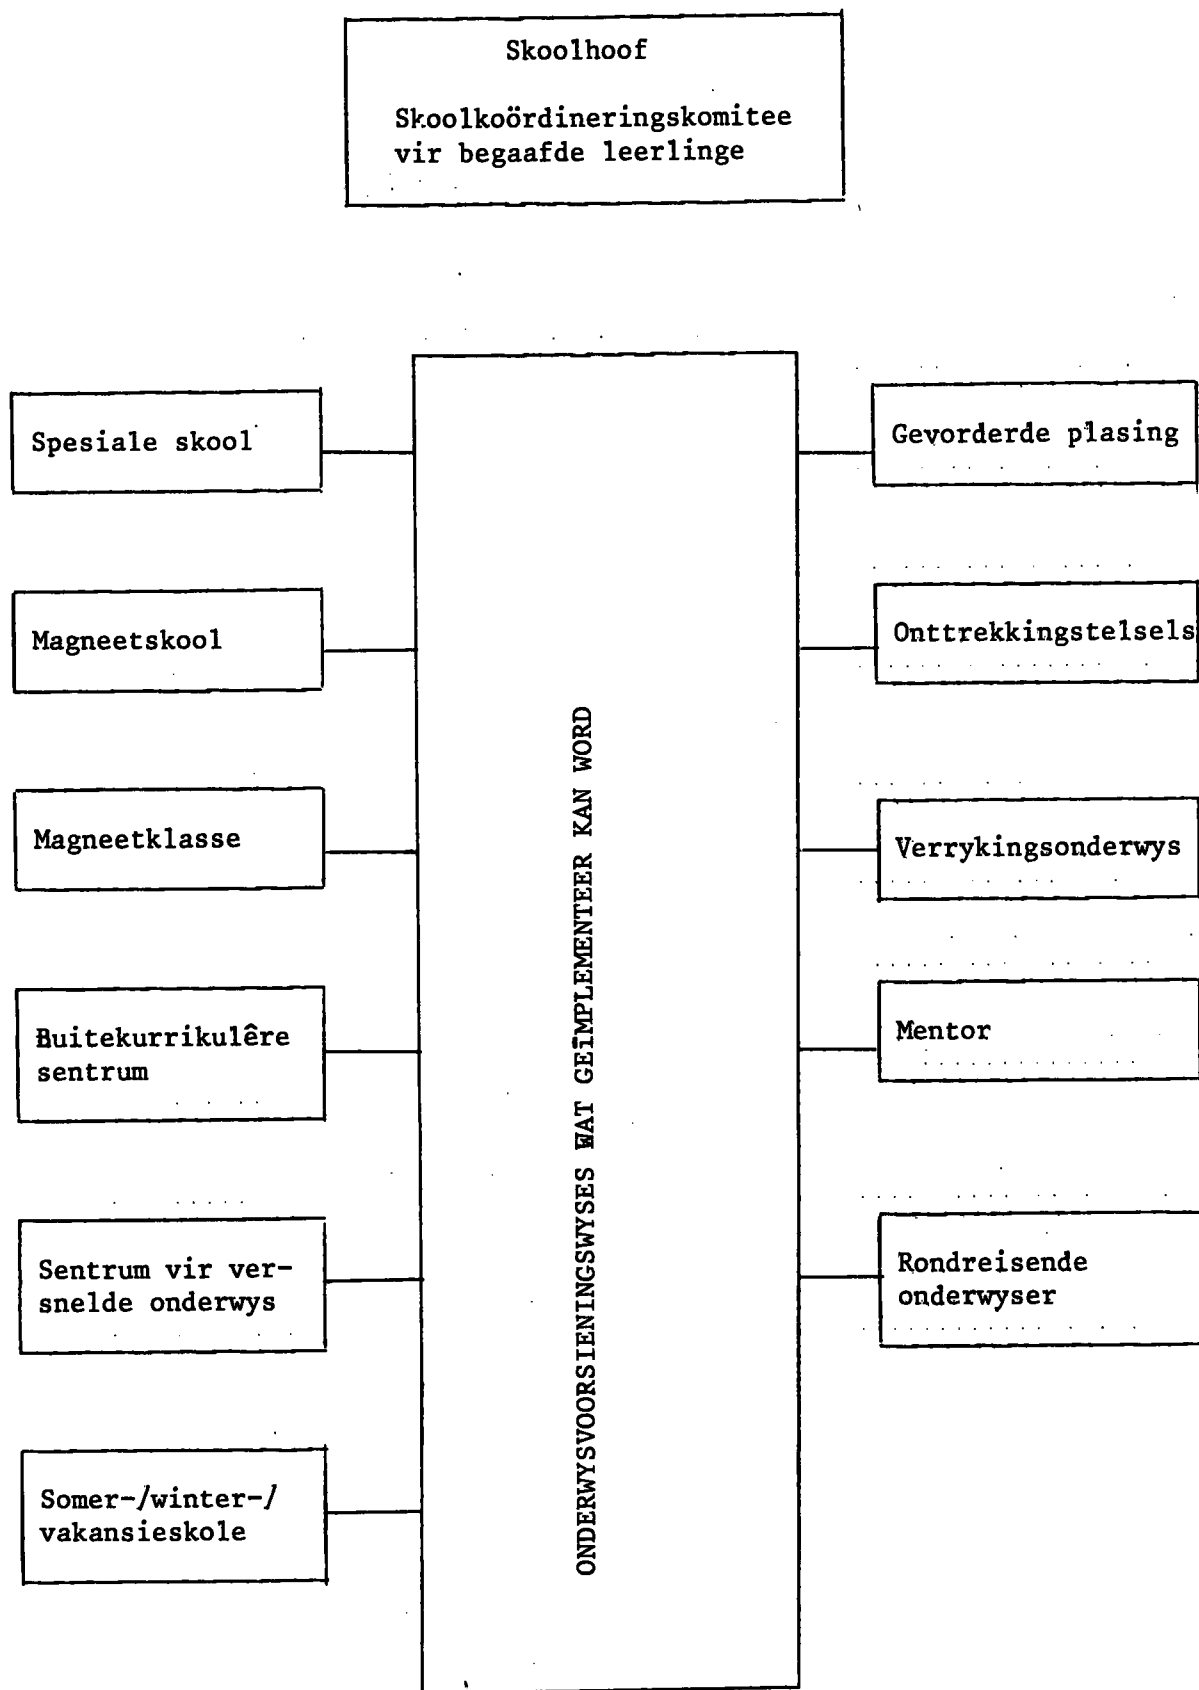 Skoolhoof
Skoolkoördineringskomitee
vir begaafde leerlinge
Spesiale skool
Magneetskool
Magneetklasse
Buitekurrikulêre
sentrum
Sentrum vir ver-
snelde onderwys
Somer-/winter-/
vakansieskole
ONDERWYSVOORSIENINGSWYSES WAT GEÏMPLEMENTEER KAN WORD
Gevorderde plasing
Onttrekkingstelsels
Verrykingsonderwys
Mentor
Rondreisende
onderwyser